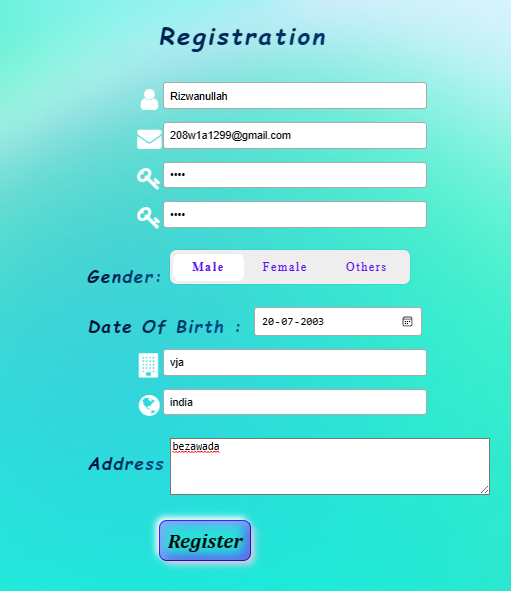 Registration
Rizwanullah
208w1a1299@gmail.com
••••
••••
Gender: Male Female Others
Date Of Birth : 20-07-2003
vja
india
Address bezawada
Register